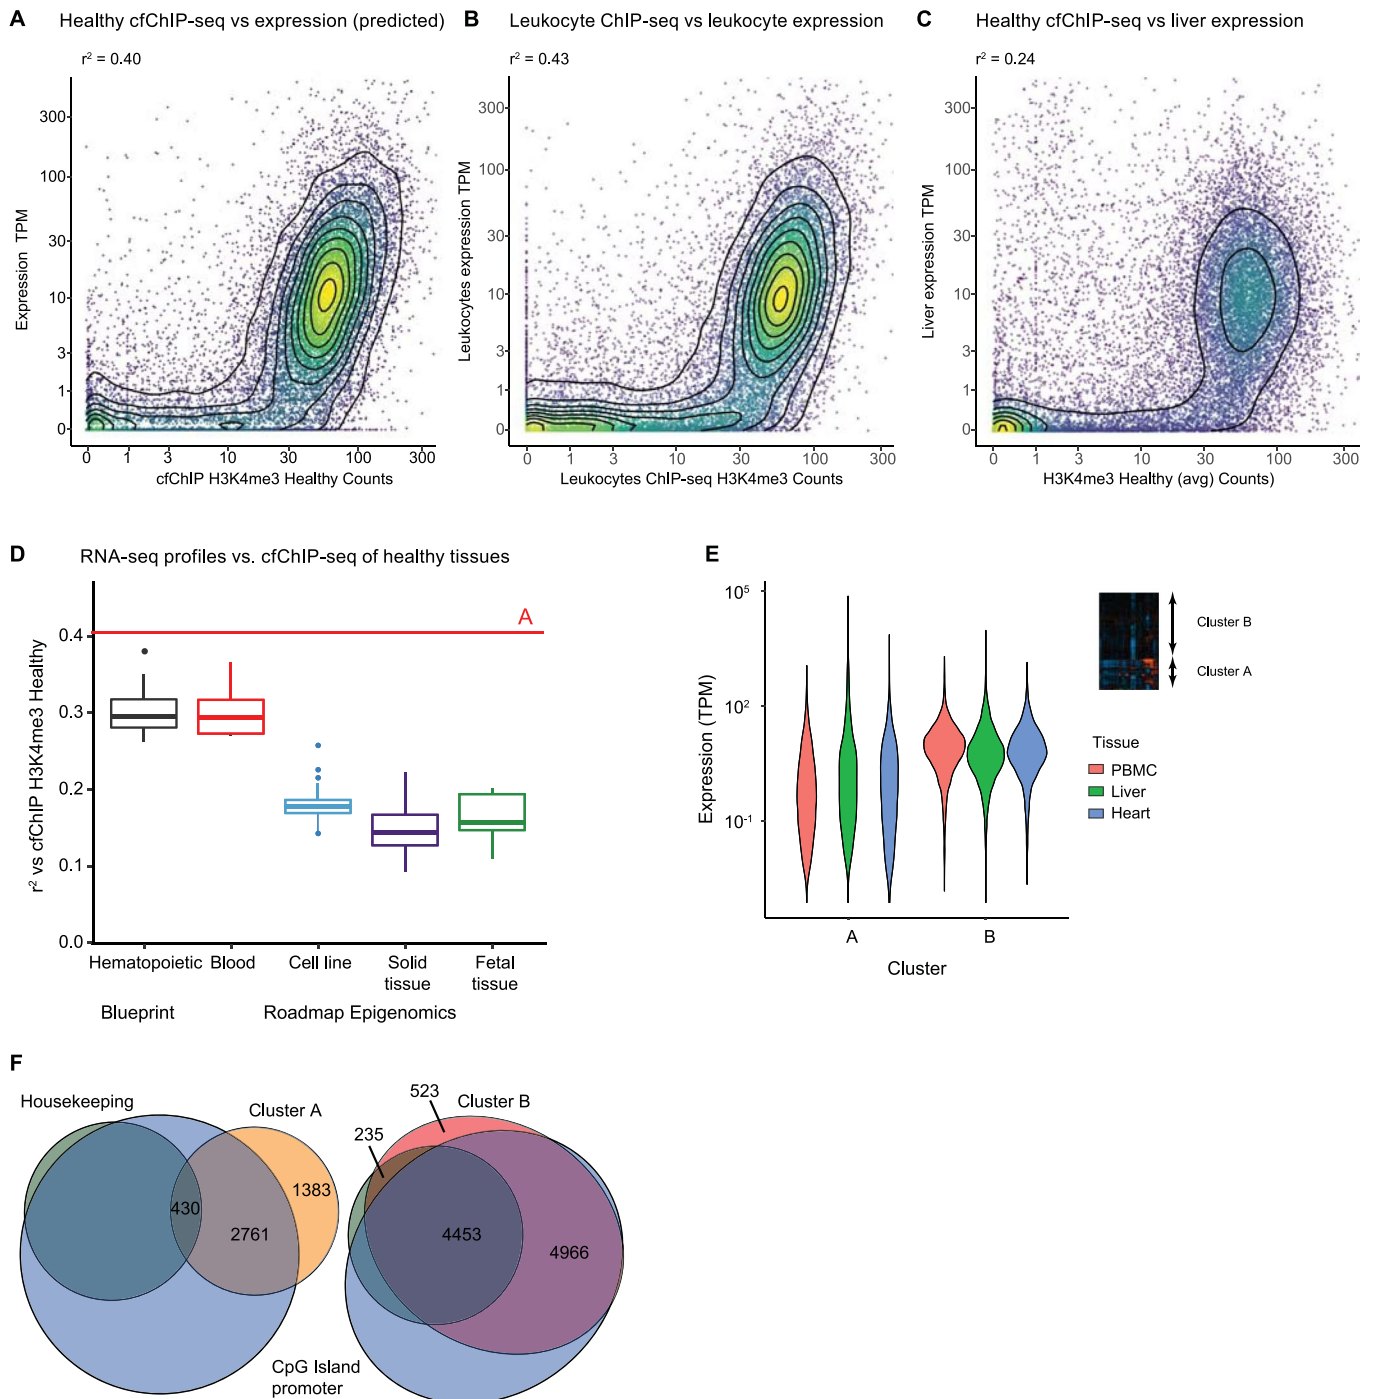 A Healthy cfChIP-seq vs expression (predicted)
r² = 0.40
Expression TPM
300
100
30
10
3
1
0
0 1 3 10 30 100 300
cfChIP H3K4me3 Healthy Counts
B Leukocyte ChIP-seq vs leukocyte expression
r² = 0.43
Leukocytes expression TPM
300
100
30
10
3
1
0
0 1 3 10 30 100 300
Leukocytes ChIP-seq H3K4me3 Counts
C Healthy cfChIP-seq vs liver expression
r² = 0.24
Liver expression TPM
300
100
30
10
3
1
0
0 1 3 10 30 100 300
H3K4me3 Healthy (avg) Counts)
D RNA-seq profiles vs. cfChIP-seq of healthy tissues
r² vs cfChIP H3K4me3 Healthy
A
0.4
0.3
0.2
0.1
0.0
Hematopoietic Blood Cell line Solid tissue Fetal tissue
Blueprint Roadmap Epigenomics
E
Expression (TPM)
10⁵
10²
10⁻¹
A B
Cluster
Cluster B
Cluster A
Tissue
PBMC
Liver
Heart
F
Housekeeping
Cluster A
430
2761
1383
CpG Island
promoter
523
Cluster B
235
4453
4966